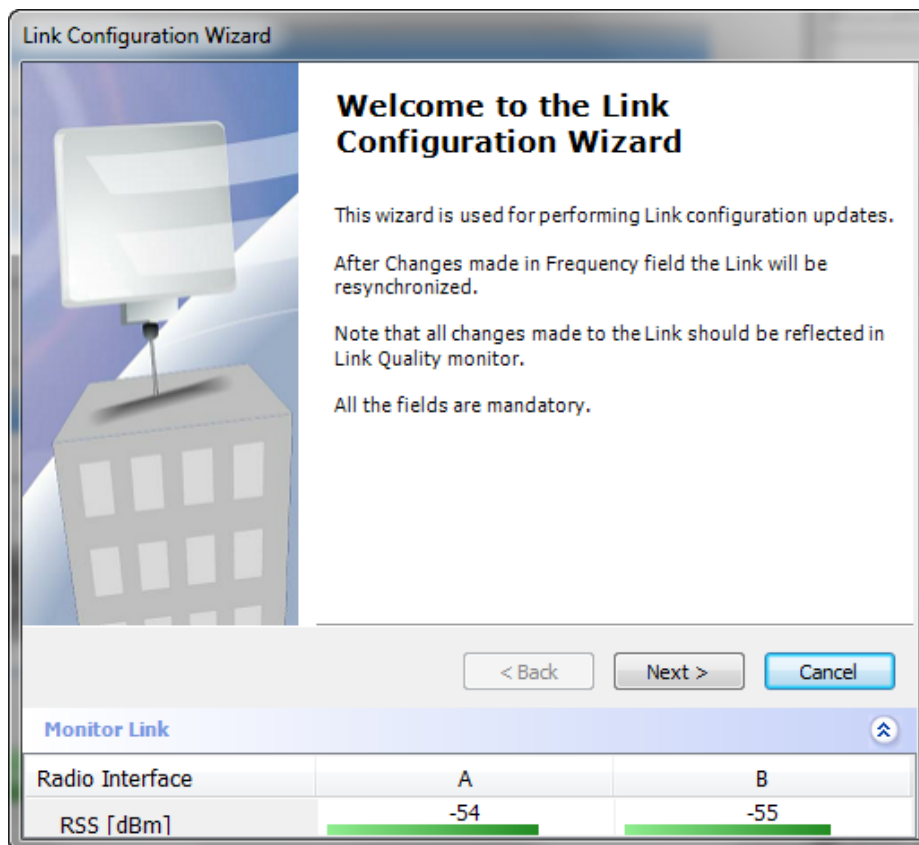 Link Configuration Wizard
Welcome to the Link
Configuration Wizard
This wizard is used for performing Link configuration updates.
After Changes made in Frequency field the Link will be
resynchronized.
Note that all changes made to the Link should be reflected in
Link Quality monitor.
All the fields are mandatory.
< Back Next > Cancel
Monitor Link
Radio Interface A B
RSS [dBm] -54 -55